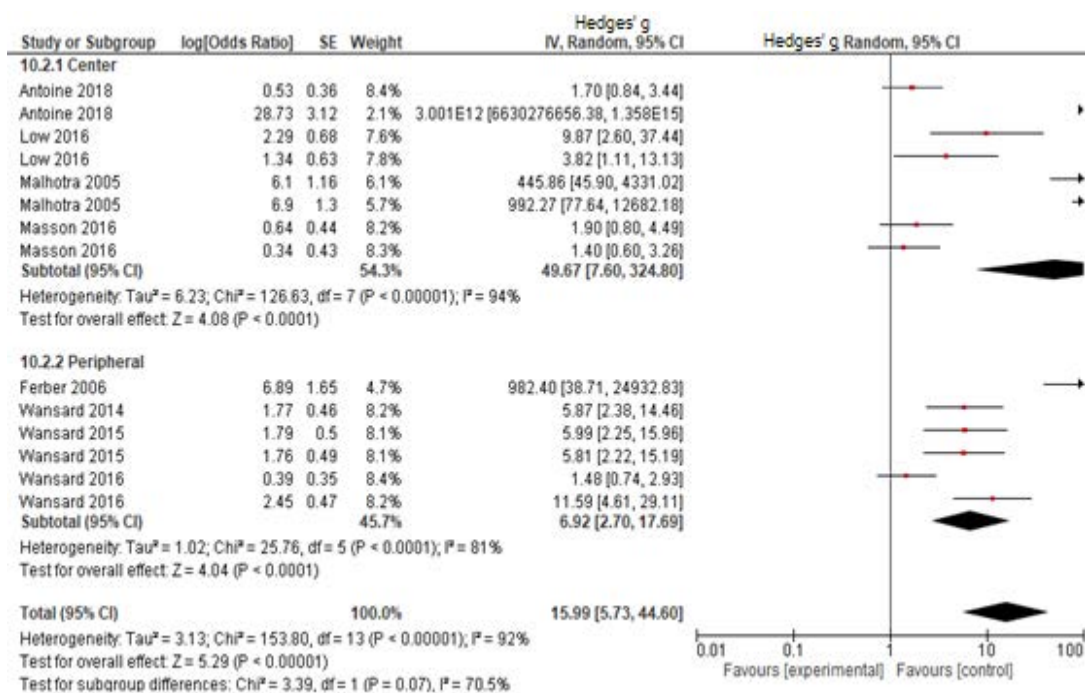 Hedges' g
Study or Subgroup log[Odds Ratio] SE Weight IV, Random, 95% CI Hedges' g Random, 95% CI
10.2.1 Center
Antoine 2018 0.53 0.36 8.4% 1.70 [0.84, 3.44]
Antoine 2018 28.73 3.12 2.1% 3.001E12 [6630276656.38, 1.358E15]
Low 2016 2.29 0.68 7.6% 9.87 [2.60, 37.44]
Low 2016 1.34 0.63 7.8% 3.82 [1.11, 13.13]
Malhotra 2005 6.1 1.16 6.1% 445.86 [45.90, 4331.02]
Malhotra 2005 6.9 1.3 5.7% 992.27 [77.64, 12682.18]
Masson 2016 0.64 0.44 8.2% 1.90 [0.80, 4.49]
Masson 2016 0.34 0.43 8.3% 1.40 [0.60, 3.26]
Subtotal (95% CI) 54.3% 49.67 [7.60, 324.80]
Heterogeneity: Tau² = 6.23; Chi² = 126.63, df = 7 (P < 0.00001); I² = 94%
Test for overall effect: Z = 4.08 (P < 0.0001)
10.2.2 Peripheral
Ferber 2006 6.89 1.65 4.7% 982.40 [38.71, 24932.83]
Wansard 2014 1.77 0.46 8.2% 5.87 [2.38, 14.46]
Wansard 2015 1.79 0.5 8.1% 5.99 [2.25, 15.96]
Wansard 2015 1.76 0.49 8.1% 5.81 [2.22, 15.19]
Wansard 2016 0.39 0.35 8.4% 1.48 [0.74, 2.93]
Wansard 2016 2.45 0.47 8.2% 11.59 [4.61, 29.11]
Subtotal (95% CI) 45.7% 6.92 [2.70, 17.69]
Heterogeneity: Tau² = 1.02; Chi² = 25.76, df = 5 (P < 0.0001); I² = 81%
Test for overall effect: Z = 4.04 (P < 0.0001)
Total (95% CI) 100.0% 15.99 [5.73, 44.60]
Heterogeneity: Tau² = 3.13; Chi² = 153.80, df = 13 (P < 0.00001); I² = 92%
Test for overall effect: Z = 5.29 (P < 0.00001)
Test for subgroup differences: Chi² = 3.39, df = 1 (P = 0.07), I² = 70.5%
0.01 0.1 1 10 100
Favours [experimental] Favours [control]